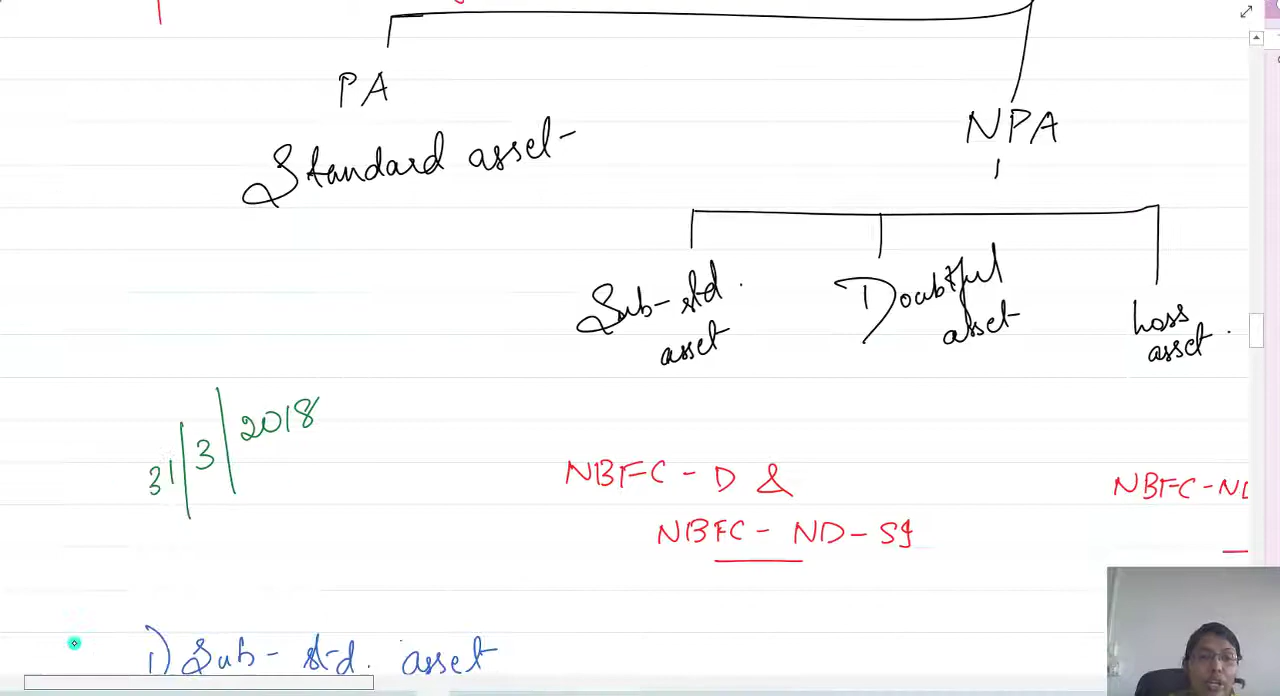 PA
NPA
Standard asset
Sub-std.
asset
Doubtful
asset
Loss
asset.
31/3/2018
NBFC - D &
NBFC - ND - SI
NBFC - ND
1) Sub - std. asset